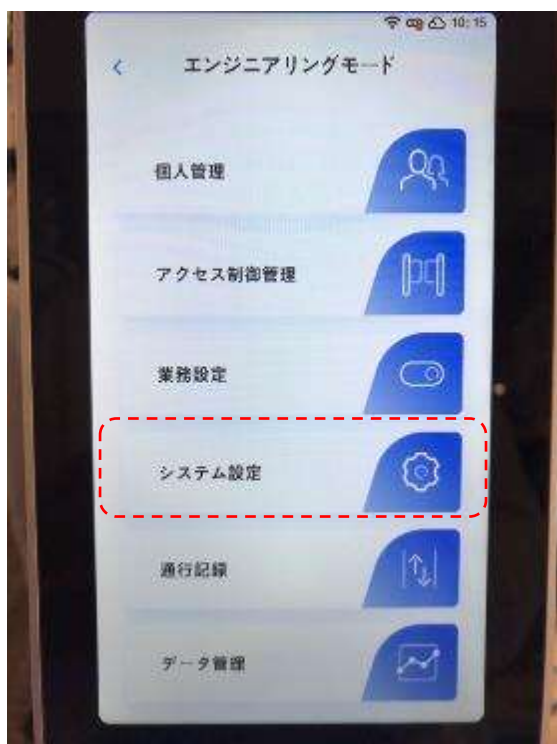 10:15
エンジニアリングモード
個人管理
アクセス制御管理
業務設定
システム設定
通行記録
データ管理